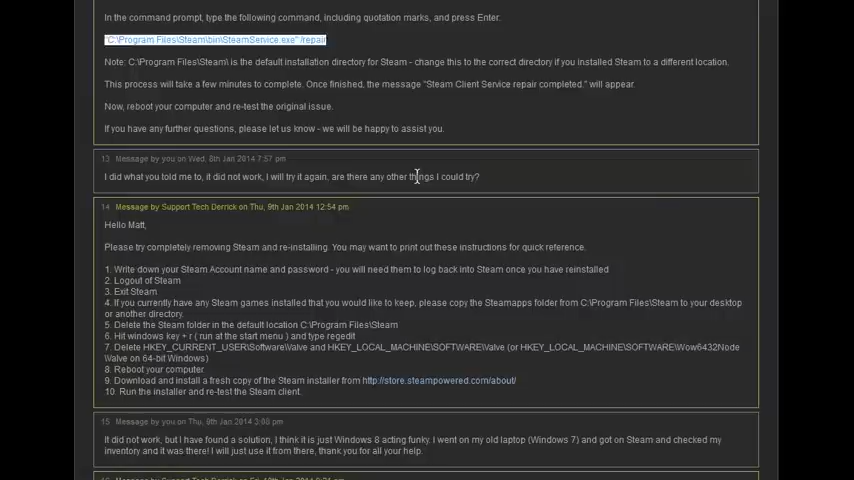 In the command prompt, type the following command, including quotation marks, and press Enter.
"C:\Program Files\Steam\bin\SteamService.exe" /repair
Note: C:\Program Files\Steam\ is the default installation directory for Steam - change this to the correct directory if you installed Steam to a different location.
This process will take a few minutes to complete. Once finished, the message "Steam Client Service repair completed." will appear.
Now, reboot your computer and re-test the original issue.
If you have any further questions, please let us know - we will be happy to assist you.
13 Message by you on Wed, 8th Jan 2014 7:57 pm
I did what you told me to, it did not work, I will try it again, are there any other things I could try?
14 Message by Support Tech Derrick on Thu, 9th Jan 2014 12:54 pm
Hello Matt,
Please try completely removing Steam and re-installing. You may want to print out these instructions for quick reference.
1. Write down your Steam Account name and password - you will need them to log back into Steam once you have reinstalled
2. Logout of Steam
3. Exit Steam
4. If you currently have any Steam games installed that you would like to keep, please copy the Steamapps folder from C:\Program Files\Steam to your desktop
or another directory.
5. Delete the Steam folder in the default location C:\Program Files\Steam
6. Hit windows key + r ( run at the start menu ) and type regedit
7. Delete HKEY_CURRENT_USER\Software\Valve and HKEY_LOCAL_MACHINE\SOFTWARE\Valve (or HKEY_LOCAL_MACHINE\SOFTWARE\Wow6432Node
\Valve on 64-bit Windows)
8. Reboot your computer
9. Download and install a fresh copy of the Steam installer from http://store.steampowered.com/about/
10. Run the installer and re-test the Steam client.
15 Message by you on Thu, 9th Jan 2014 3:08 pm
It did not work, but I have found a solution, I think it is just Windows 8 acting funky. I went on my old laptop (Windows 7) and got on Steam and checked my
inventory and it was there! I will just use it from there, thank you for all your help.